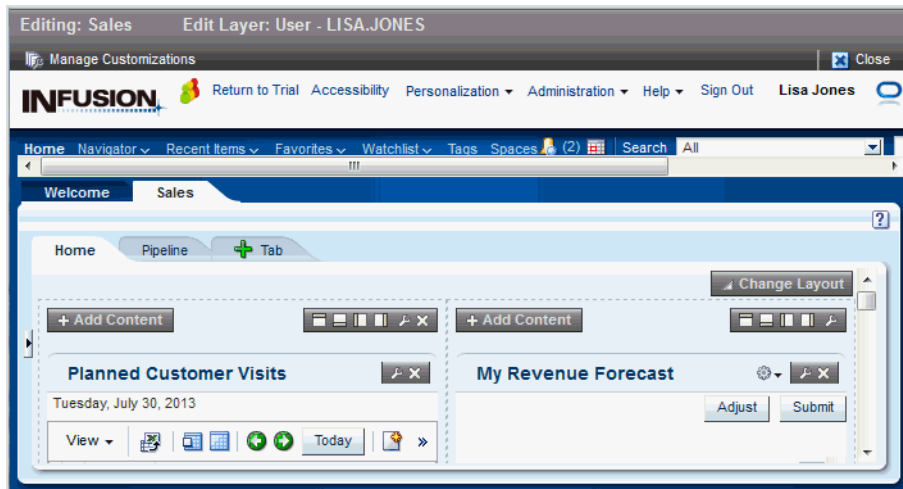 Editing: Sales Edit Layer: User - LISA.JONES
Manage Customizations Close
INFUSION Return to Trial Accessibility Personalization Administration Help Sign Out Lisa Jones
Home Navigator Recent Items Favorites Watchlist Tags Spaces (2) Search All
Welcome Sales
?
Home Pipeline Tab
Change Layout
+ Add Content + Add Content
Planned Customer Visits My Revenue Forecast
Tuesday, July 30, 2013 Adjust Submit
View Today »